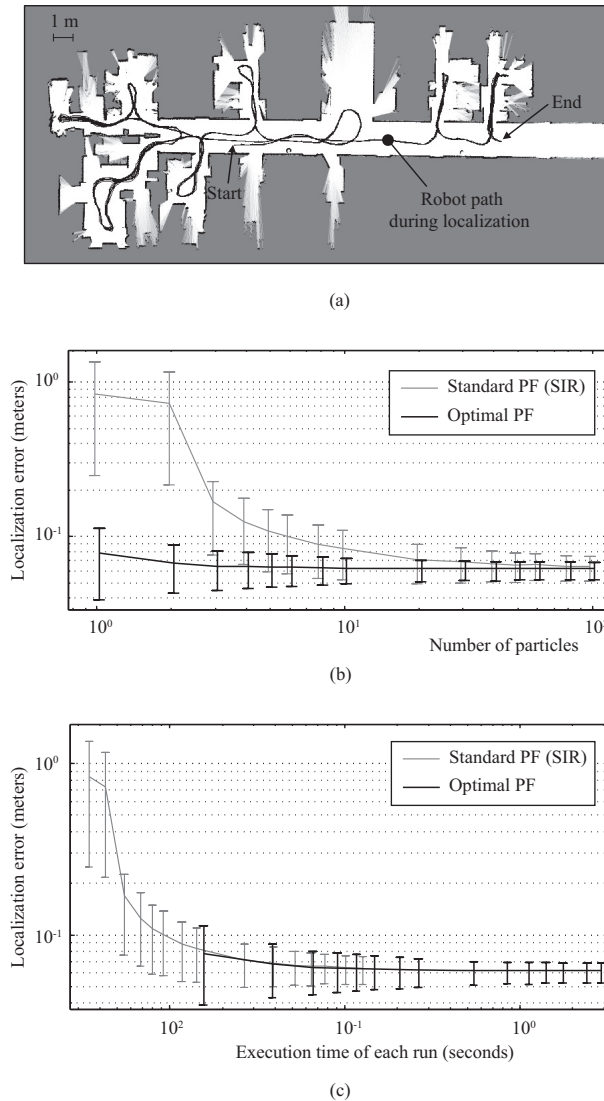 1 m
End
Start
Robot path
during localization
(a)
Localization error (meters)
10⁰
10⁻¹
Standard PF (SIR)
Optimal PF
10⁰
10¹
10
Number of particles
(b)
Localization error (meters)
10⁰
10⁻¹
Standard PF (SIR)
Optimal PF
10²
10⁻¹
10⁰
Execution time of each run (seconds)
(c)